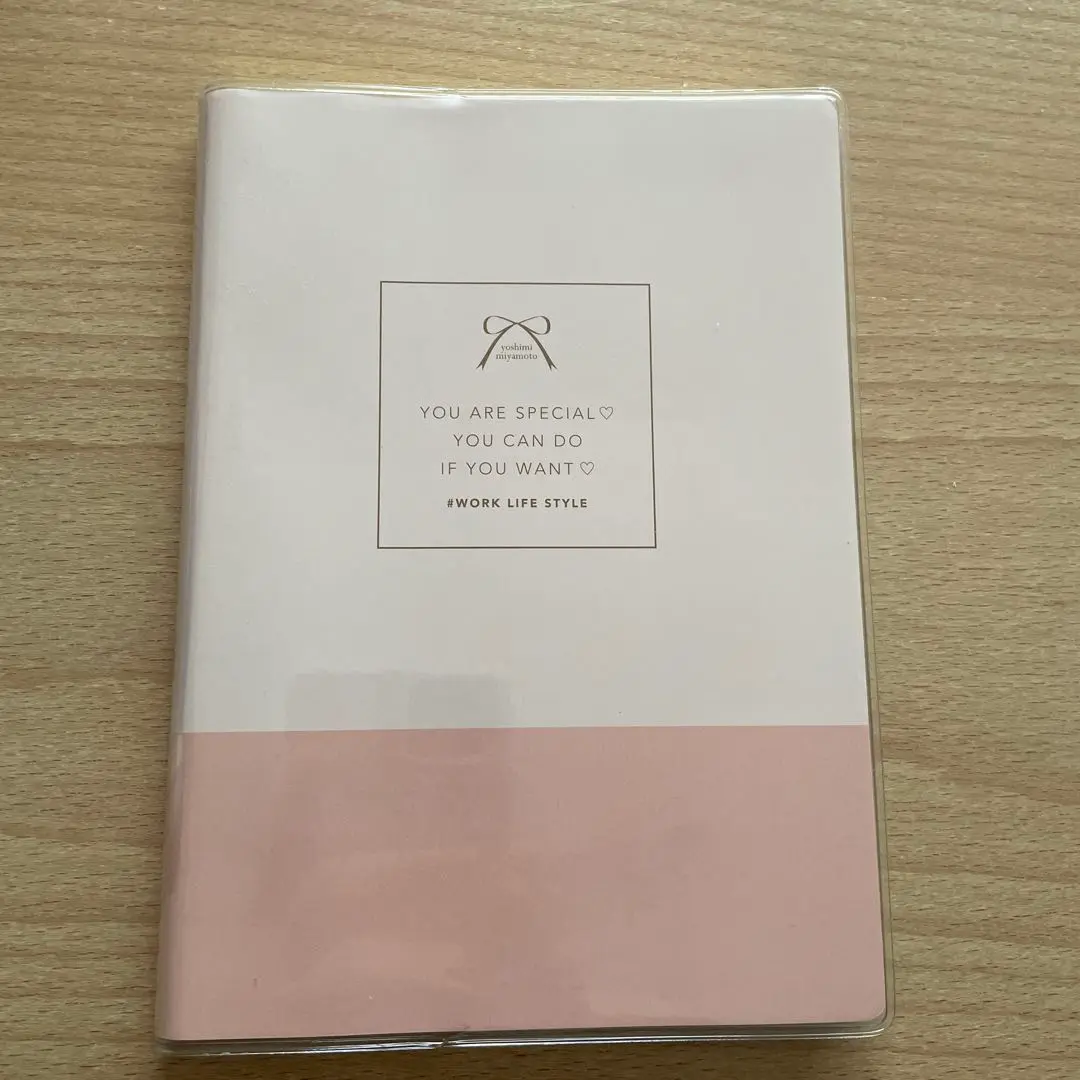 yoshimi
miyamoto
YOU ARE SPECIAL♡
YOU CAN DO
IF YOU WANT♡
#WORK LIFE STYLE